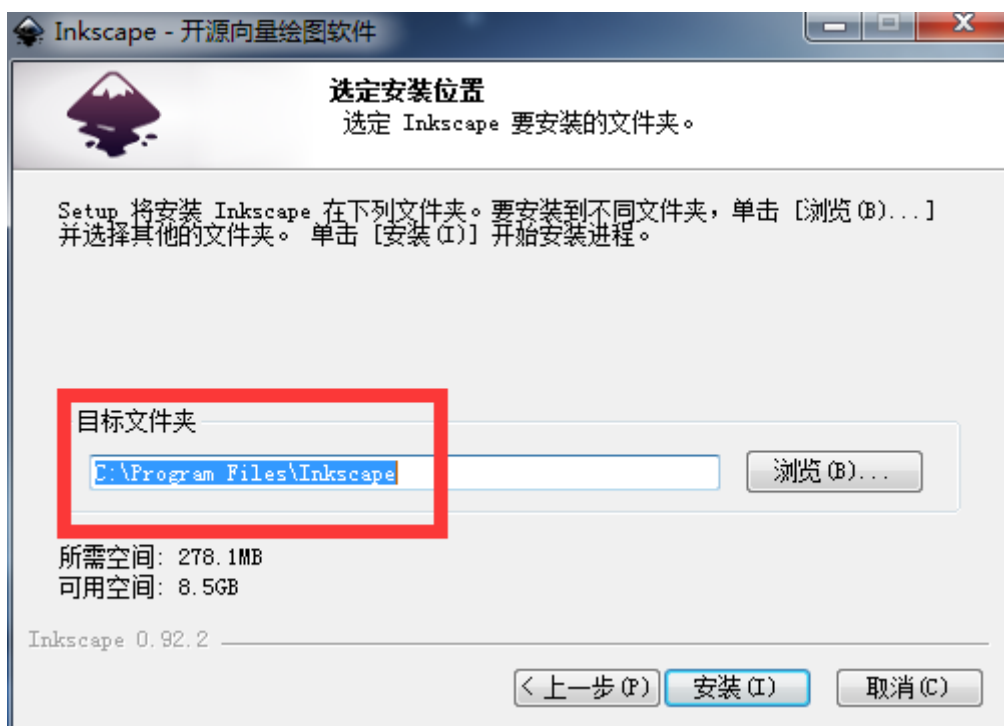 Inkscape - 开源向量绘图软件
选定安装位置
选定 Inkscape 要安装的文件夹。
Setup 将安装 Inkscape 在下列文件夹。要安装到不同文件夹，单击 [浏览(B)...]
并选择其他的文件夹。 单击 [安装(I)] 开始安装进程。
目标文件夹
C:\Program Files\Inkscape
浏览(B)...
所需空间: 278.1MB
可用空间: 8.5GB
Inkscape 0.92.2
< 上一步(P)
安装(I)
取消(C)